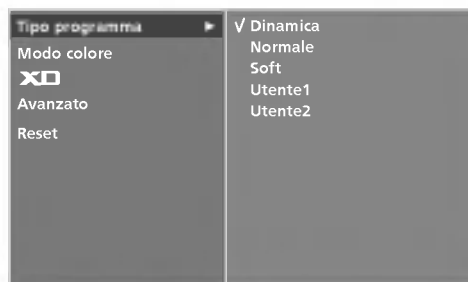 Tipo programma ►
Modo colore
XD
Avanzato
Reset
√ Dinamica
Normale
Soft
Utente1
Utente2